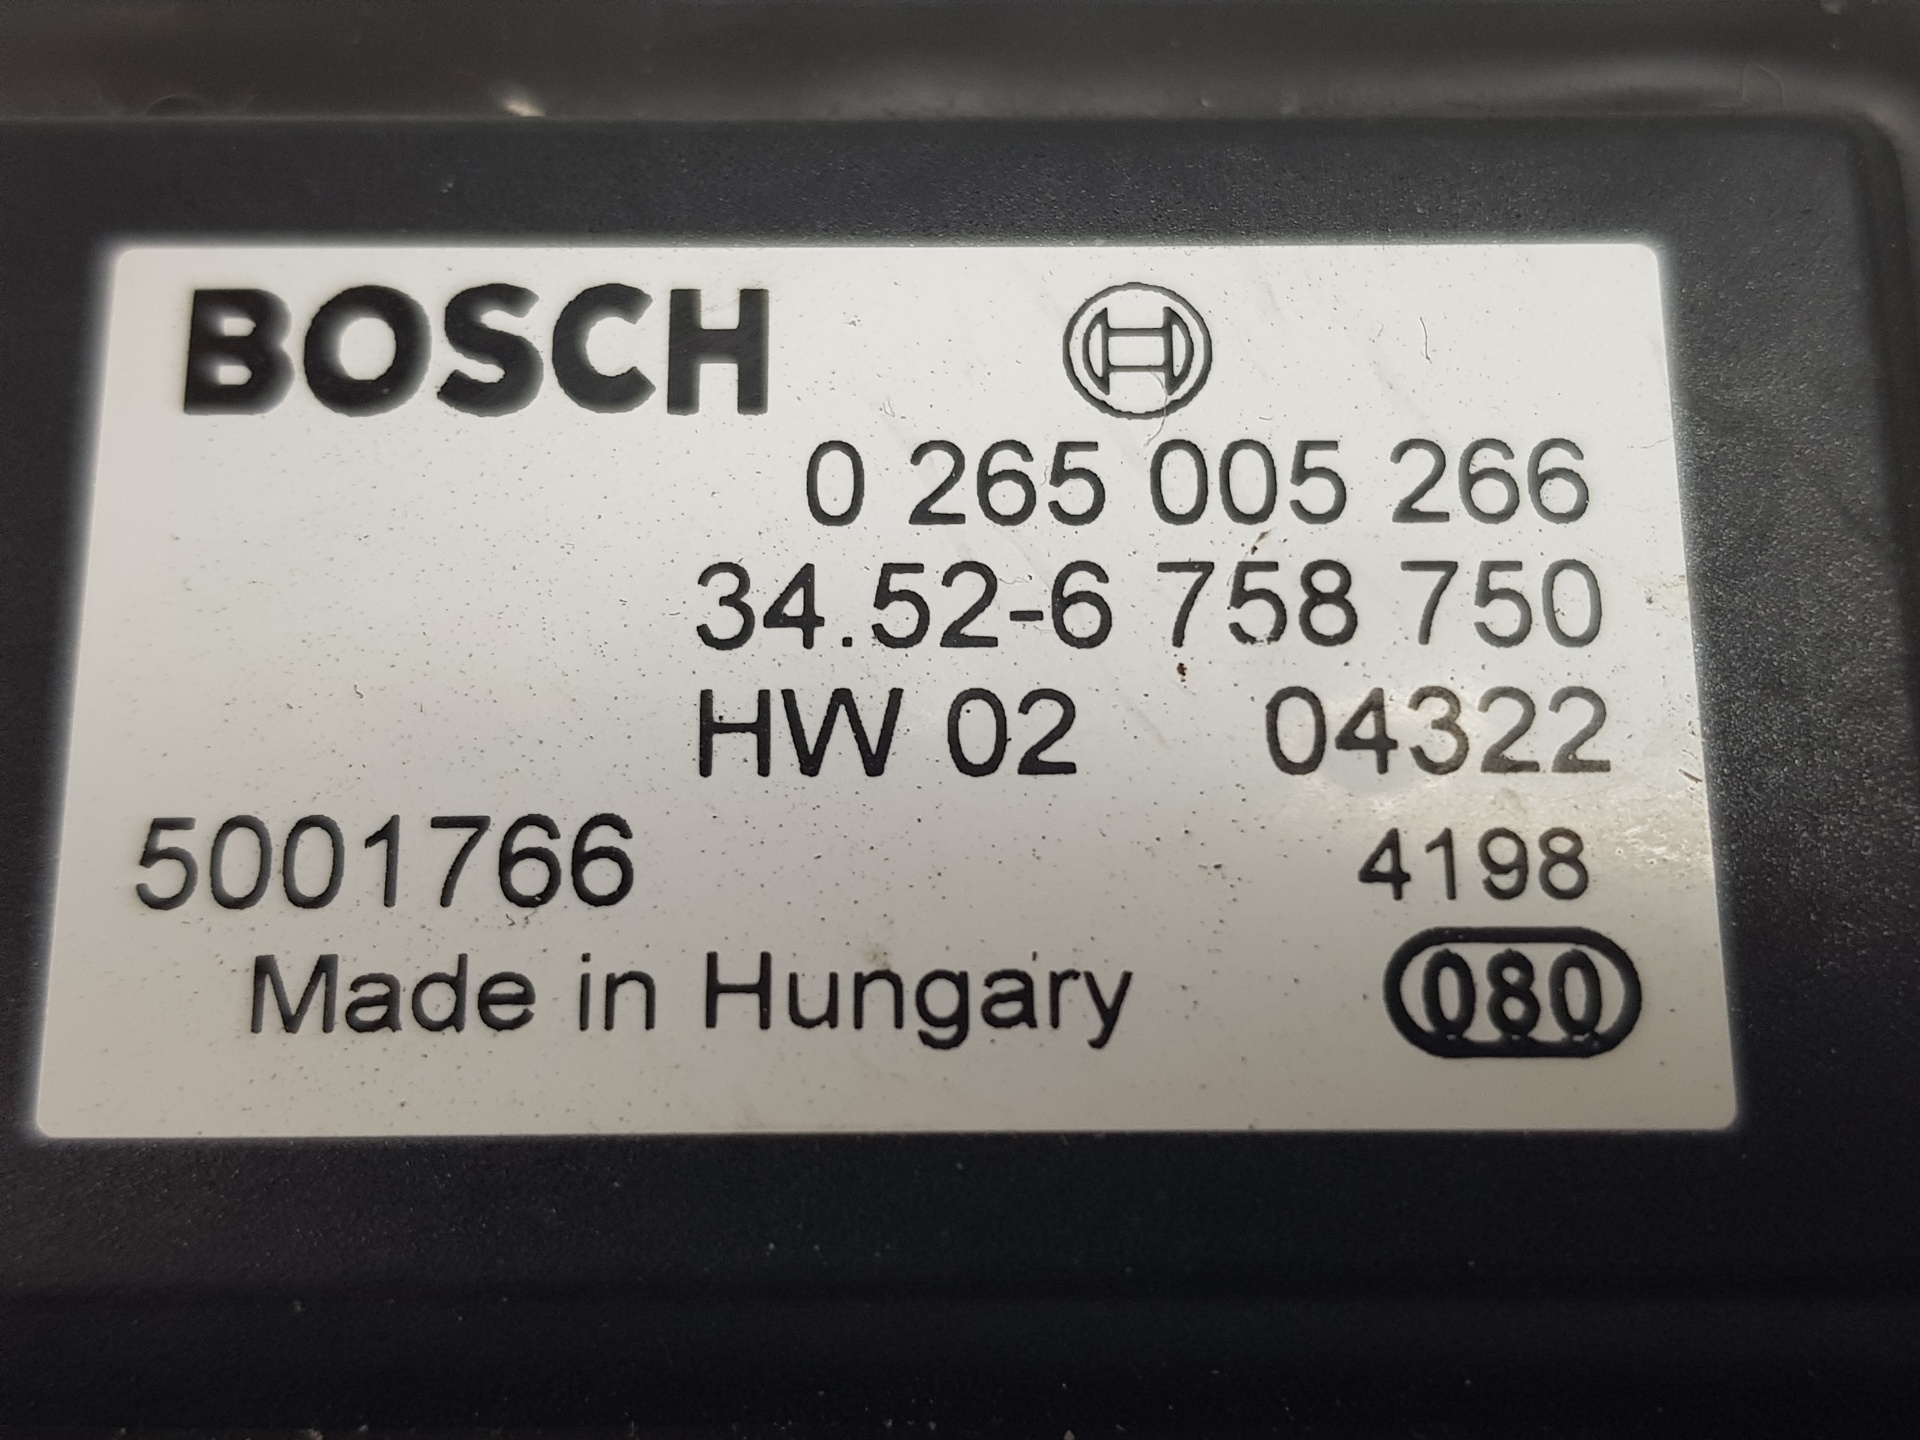 BOSCH
0 265 005 266
34.52-6 758 750
HW 02 04322
5001766 4198
Made in Hungary 080